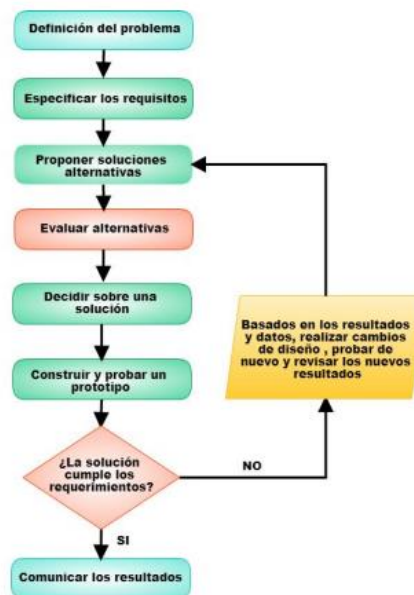 Definición del problema
Especificar los requisitos
Proponer soluciones
alternativas
Evaluar alternativas
Decidir sobre una
solución
Construir y probar un
prototipo
¿La solución
cumple los
requerimientos?
NO
Basados en los resultados
y datos, realizar cambios
de diseño , probar de
nuevo y revisar los nuevos
resultados
SI
Comunicar los resultados